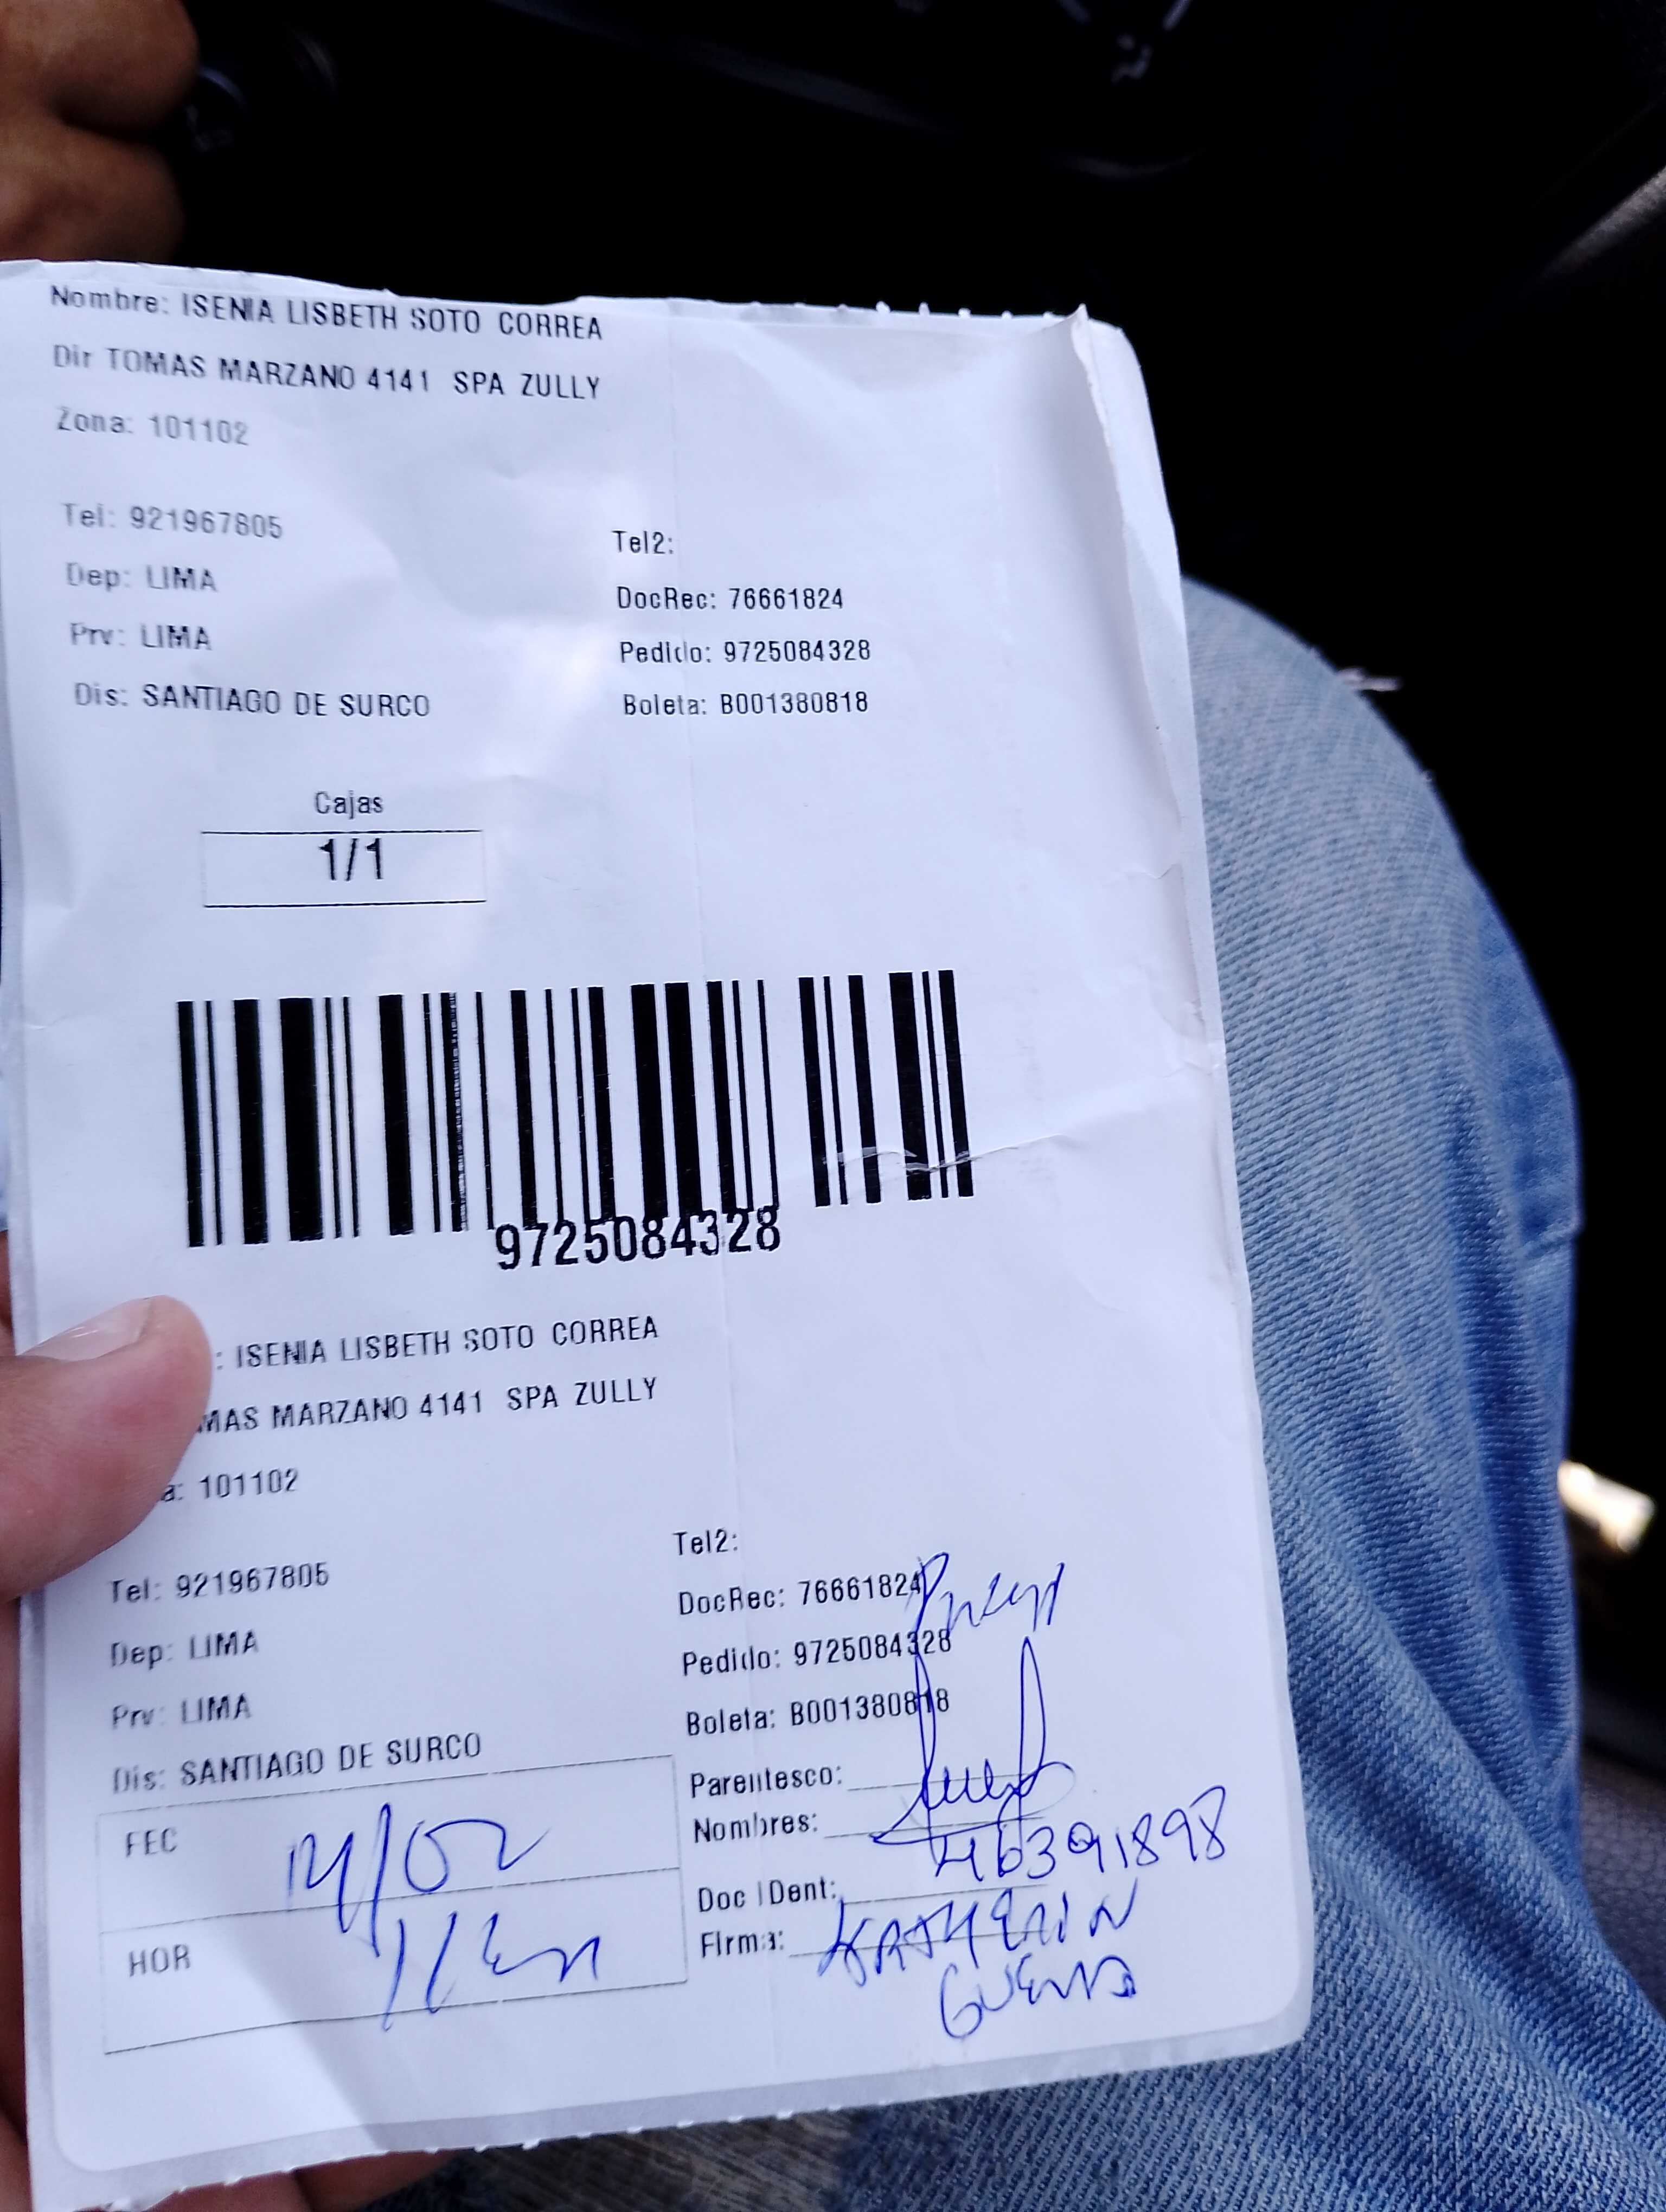 Nombre: ISENIA LISBETH SOTO CORREA
Dir TOMAS MARZANO 4141 SPA ZULLY
Zona: 101102
Tel: 921967805
Tel2:
Dep: LIMA
DocRec: 76661824
Prv: LIMA
Pedido: 9725084328
Dis: SANTIAGO DE SURCO
Boleta: B001380818
Cajas
1/1
9725084328
: ISENIA LISBETH SOTO CORREA
MAS MARZANO 4141 SPA ZULLY
a: 101102
Tel2:
Tel: 921967805
DocRec: 76661824
Dep: LIMA
Pedido: 9725084328
Prv: LIMA
Boleta: B001380818
Dis: SANTIAGO DE SURCO
Parentesco:
Nombres:
FEC
46391898
Doc IDent:
HOR
Firma: KATHERIN